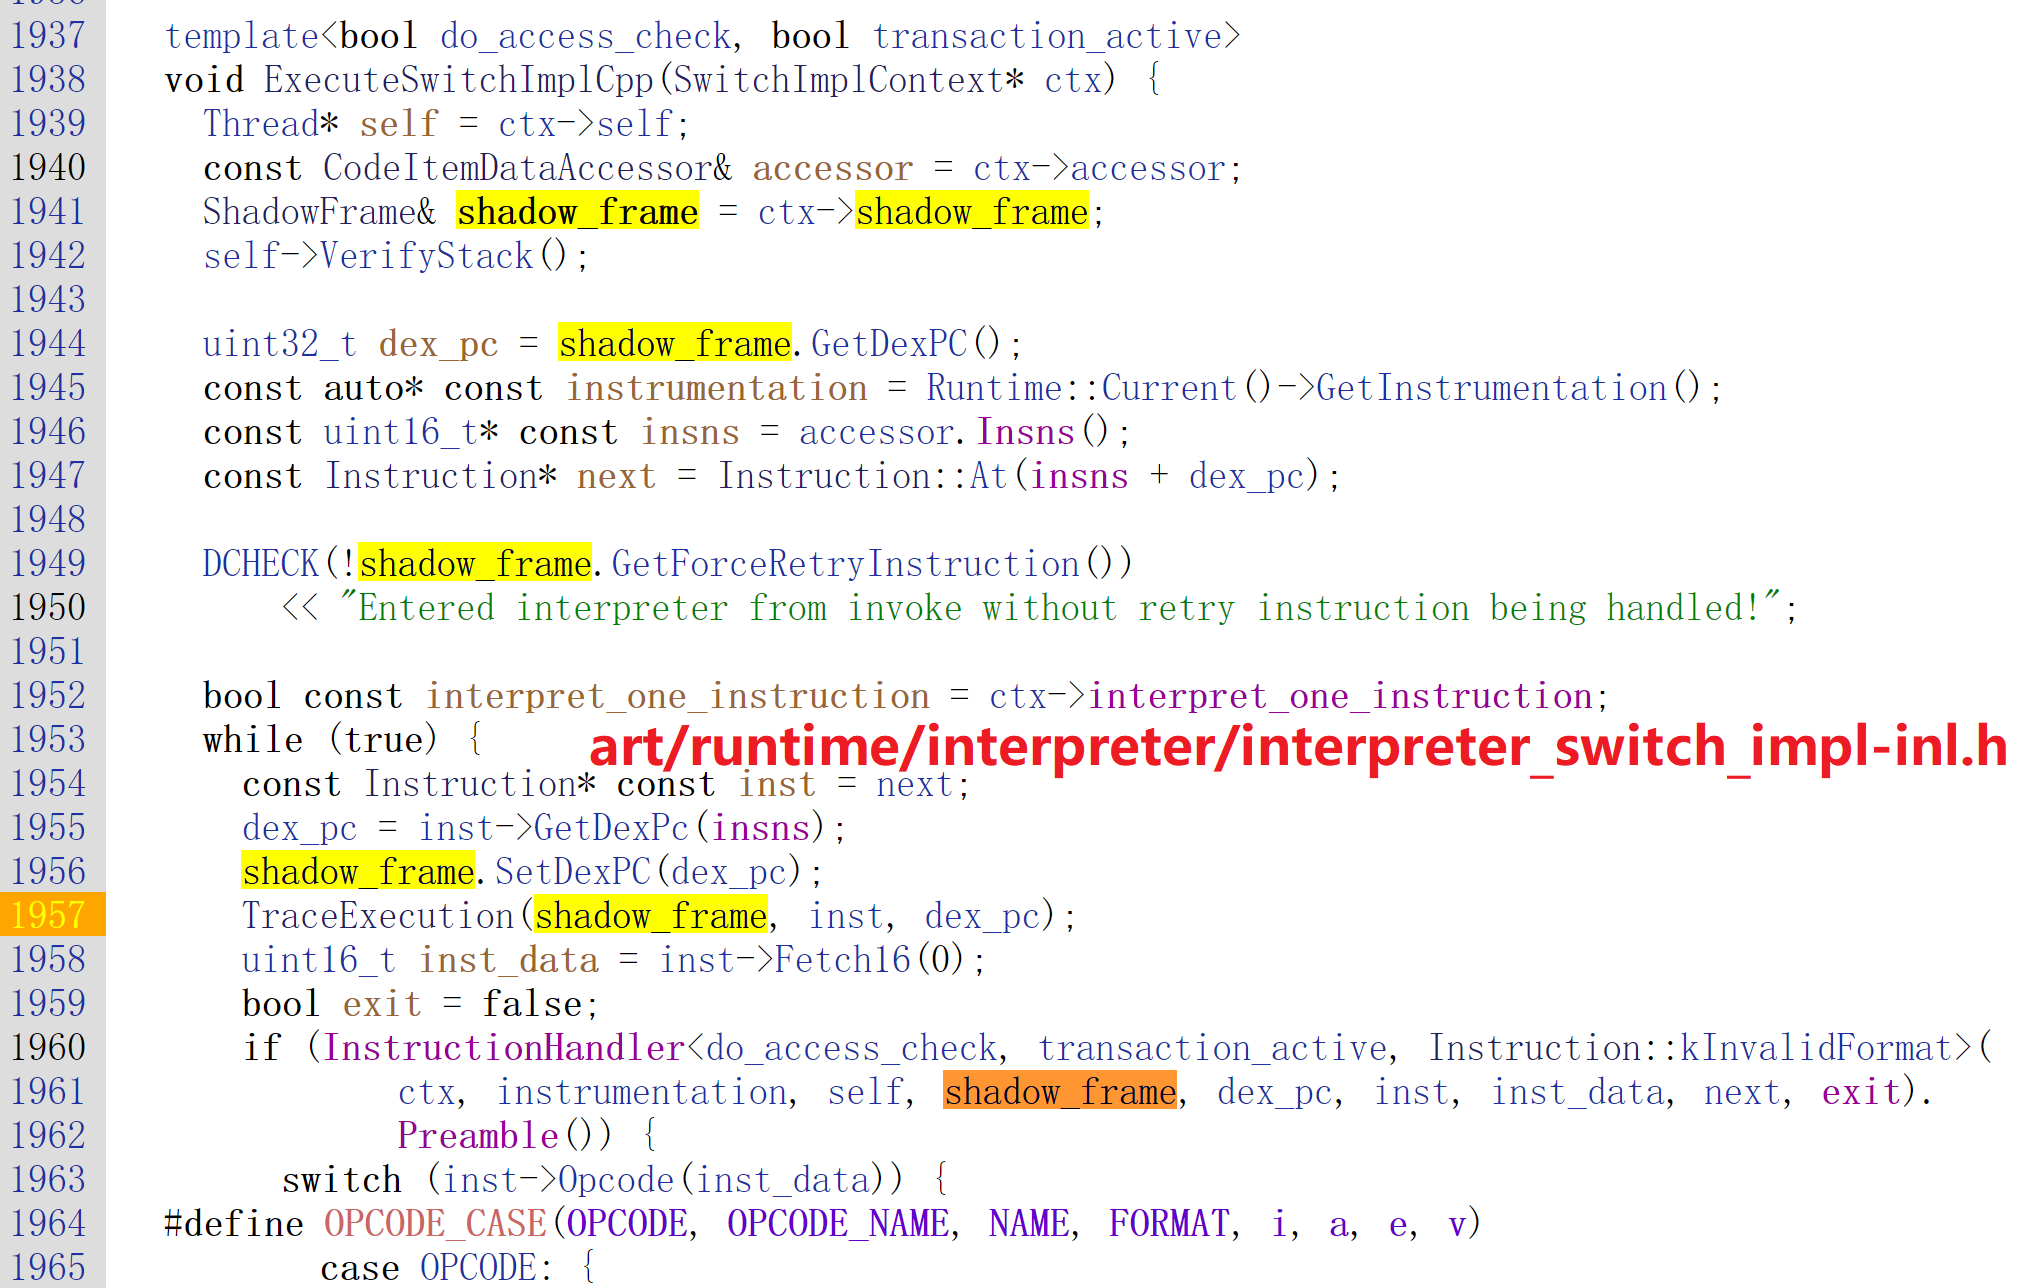 1937 template<bool do_access_check, bool transaction_active>
1938 void ExecuteSwitchImplCpp(SwitchImplContext* ctx) {
1939 Thread* self = ctx->self;
1940 const CodeItemDataAccessor& accessor = ctx->accessor;
1941 ShadowFrame& shadow_frame = ctx->shadow_frame;
1942 self->VerifyStack();
1943
1944 uint32_t dex_pc = shadow_frame.GetDexPC();
1945 const auto* const instrumentation = Runtime::Current()->GetInstrumentation();
1946 const uint16_t* const insns = accessor.Insns();
1947 const Instruction* next = Instruction::At(insns + dex_pc);
1948
1949 DCHECK(!shadow_frame.GetForceRetryInstruction())
1950 << "Entered interpreter from invoke without retry instruction being handled!";
1951
1952 bool const interpret_one_instruction = ctx->interpret_one_instruction;
1953 while (true) {
art/runtime/interpreter/interpreter_switch_impl-inl.h
1954 const Instruction* const inst = next;
1955 dex_pc = inst->GetDexPc(insns);
1956 shadow_frame.SetDexPC(dex_pc);
1957 TraceExecution(shadow_frame, inst, dex_pc);
1958 uint16_t inst_data = inst->Fetch16(0);
1959 bool exit = false;
1960 if (InstructionHandler<do_access_check, transaction_active, Instruction::kInvalidFormat>(
1961 ctx, instrumentation, self, shadow_frame, dex_pc, inst, inst_data, next, exit).
1962 Preamble()) {
1963 switch (inst->Opcode(inst_data)) {
1964 #define OPCODE_CASE(OPCODE, OPCODE_NAME, NAME, FORMAT, i, a, e, v)
1965 case OPCODE: {